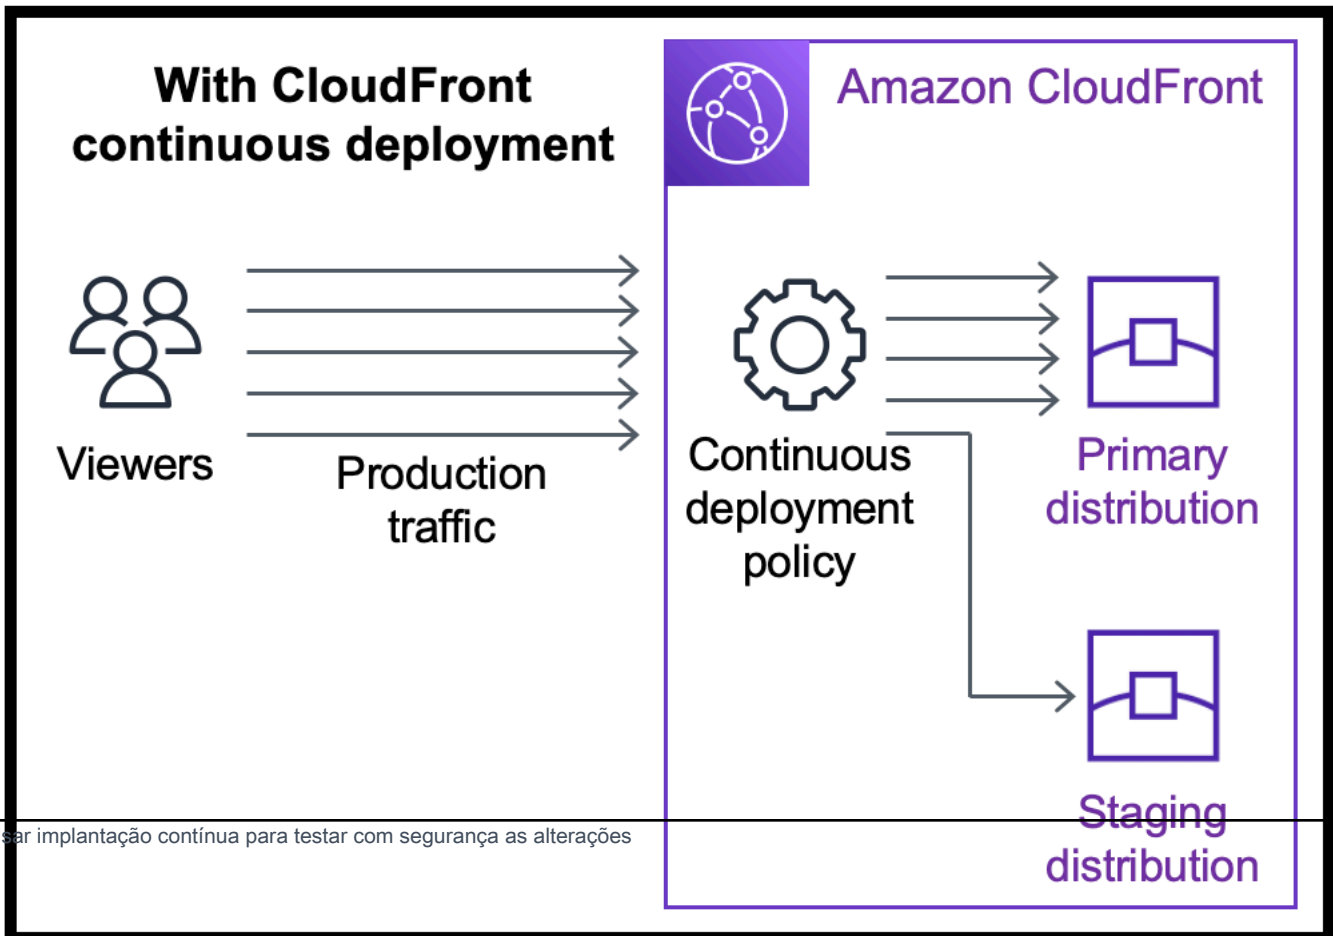 With CloudFront
continuous deployment
Amazon CloudFront
Viewers
Production
traffic
Continuous
deployment
policy
Primary
distribution
Staging
distribution
implantação contínua para testar com segurança as alterações